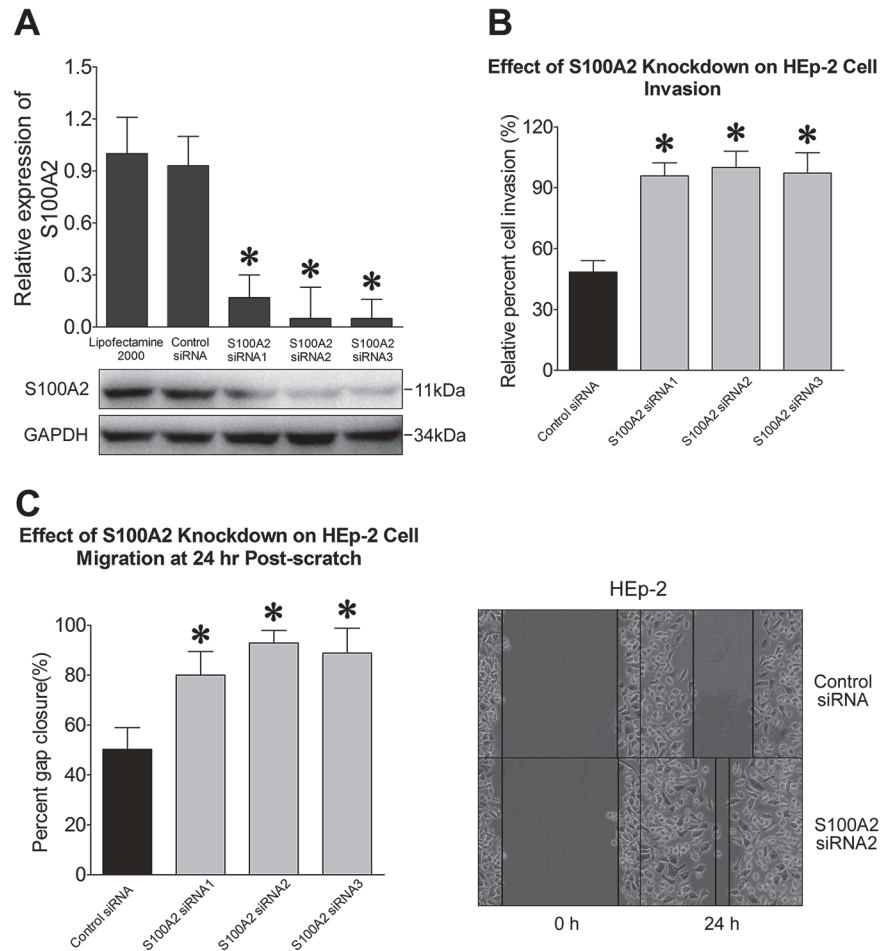 A
Relative expression of
S100A2
1.5
1.2
0.9
0.6
0.3
0.0
*
*
*
Lipofectamine
2000
Control
siRNA
S100A2
siRNA1
S100A2
siRNA2
S100A2
siRNA3
S100A2
11kDa
GAPDH
34kDa
B
Effect of S100A2 Knockdown on HEp-2 Cell
Invasion
Relative percent cell invasion (%)
120
90
60
30
0
*
*
*
Control siRNA
S100A2 siRNA1
S100A2 siRNA2
S100A2 siRNA3
C
Effect of S100A2 Knockdown on HEp-2 Cell
Migration at 24 hr Post-scratch
Percent gap closure(%)
100
80
60
40
20
0
*
*
*
Control siRNA
S100A2 siRNA1
S100A2 siRNA2
S100A2 siRNA3
HEp-2
Control
siRNA
S100A2
siRNA2
0 h
24 h